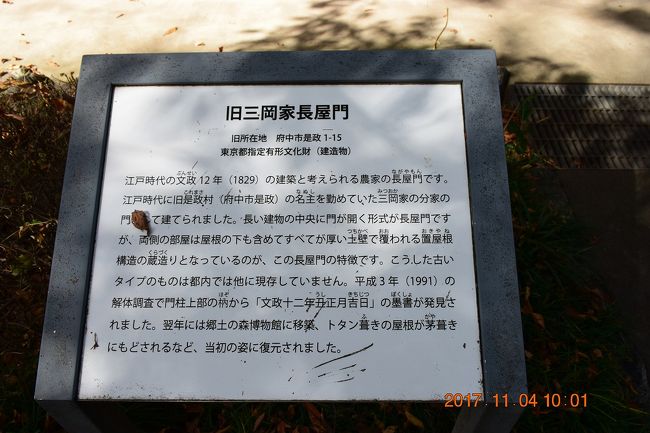 旧三岡家長屋門
旧所在地　府中市是政1-15
東京都指定有形文化財（建造物）
江戸時代の文政12年（1829）の建築と考えられる農家の長屋門です。
江戸時代に旧是政村（府中市是政）の名主を勤めていた三岡家の分家の
門 て建てられました。長い建物の中央に門が開く形式が長屋門です
が、両側の部屋は屋根の下も含めてすべてが厚い土壁で覆われる置屋根
構造の蔵造りとなっているのが、この長屋門の特徴です。こうした古い
タイプのものは都内では他に現存していません。平成3年（1991）の
解体調査で門柱上部の枘から「文政十二年丑正月吉日」の墨書が発見さ
れました。翌年には郷土の森博物館に移築、トタン葺きの屋根が茅葺き
にもどされるなど、当初の姿に復元されました。
2017.11.04 10:01